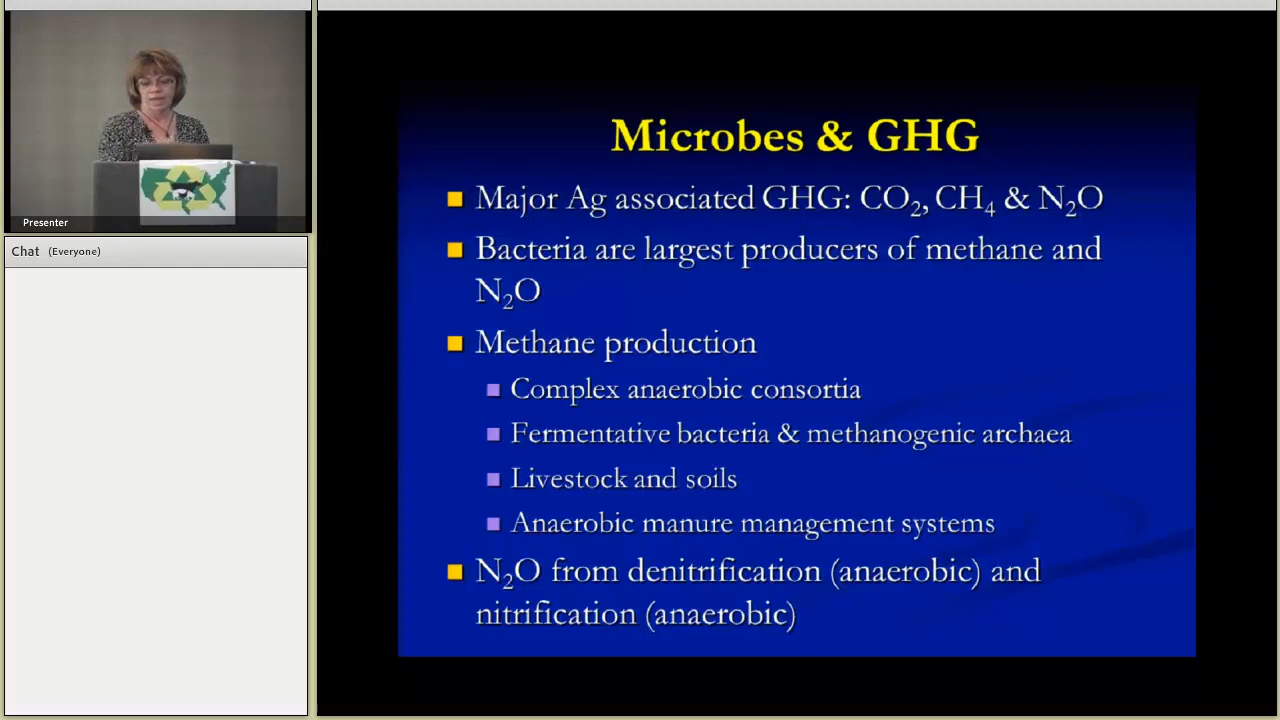 Presenter
Chat (Everyone)
Microbes & GHG
Major Ag associated GHG: CO₂, CH₄ & N₂O
Bacteria are largest producers of methane and
N₂O
Methane production
Complex anaerobic consortia
Fermentative bacteria & methanogenic archaea
Livestock and soils
Anaerobic manure management systems
N₂O from denitrification (anaerobic) and
nitrification (anaerobic)